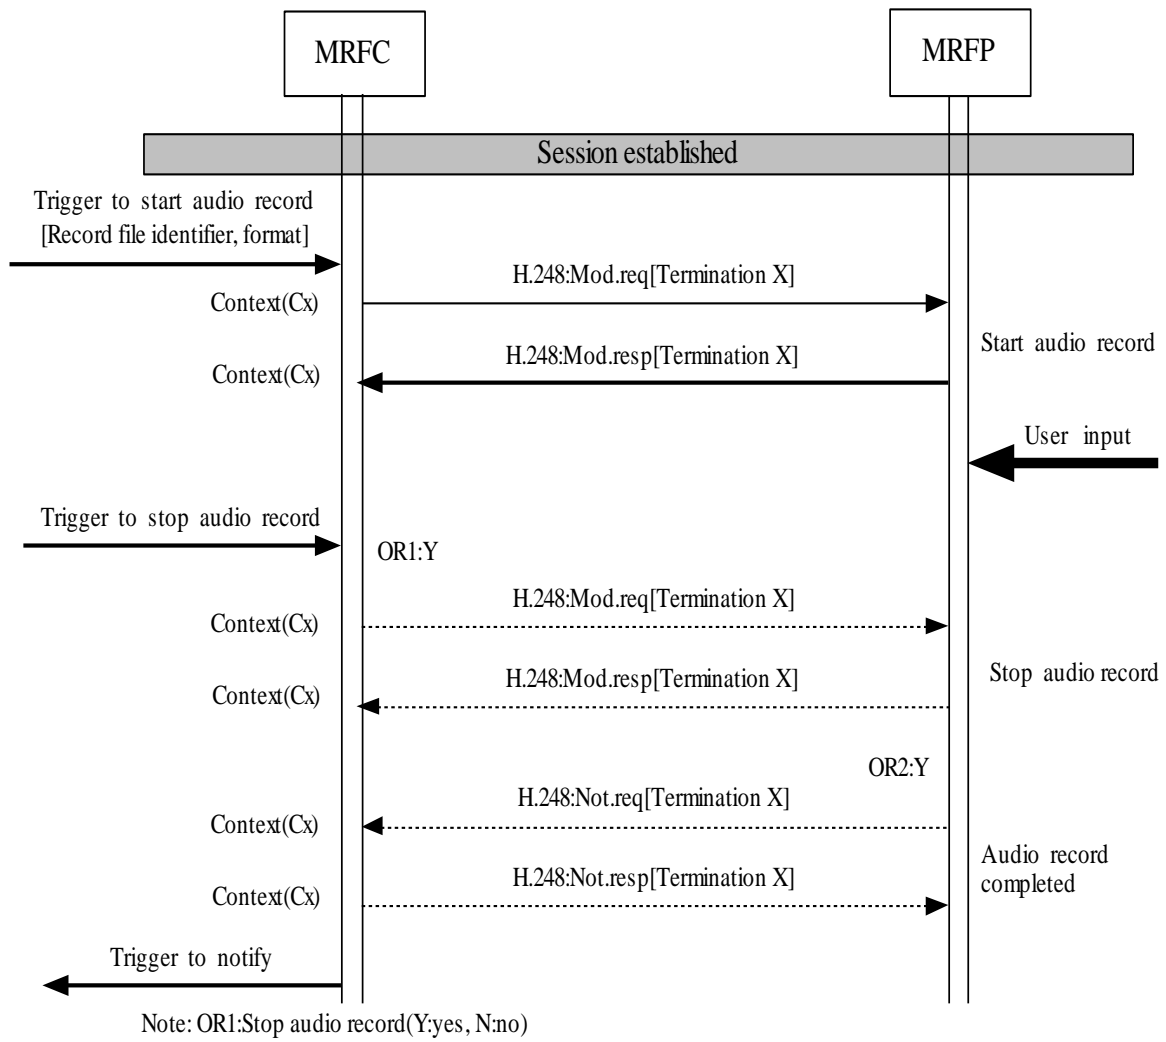 MRFC
MRFP
Session established
Trigger to start audio record
[Record file identifier, format]
H.248:Mod.req[Termination X]
Context(Cx)
Start audio record
H.248:Mod.resp[Termination X]
Context(Cx)
User input
Trigger to stop audio record
OR1:Y
H.248:Mod.req[Termination X]
Context(Cx)
Stop audio record
H.248:Mod.resp[Termination X]
Context(Cx)
OR2:Y
H.248:Not.req[Termination X]
Context(Cx)
Audio record
completed
H.248:Not.resp[Termination X]
Context(Cx)
Trigger to notify
Note: OR1:Stop audio record(Y:yes, N:no)